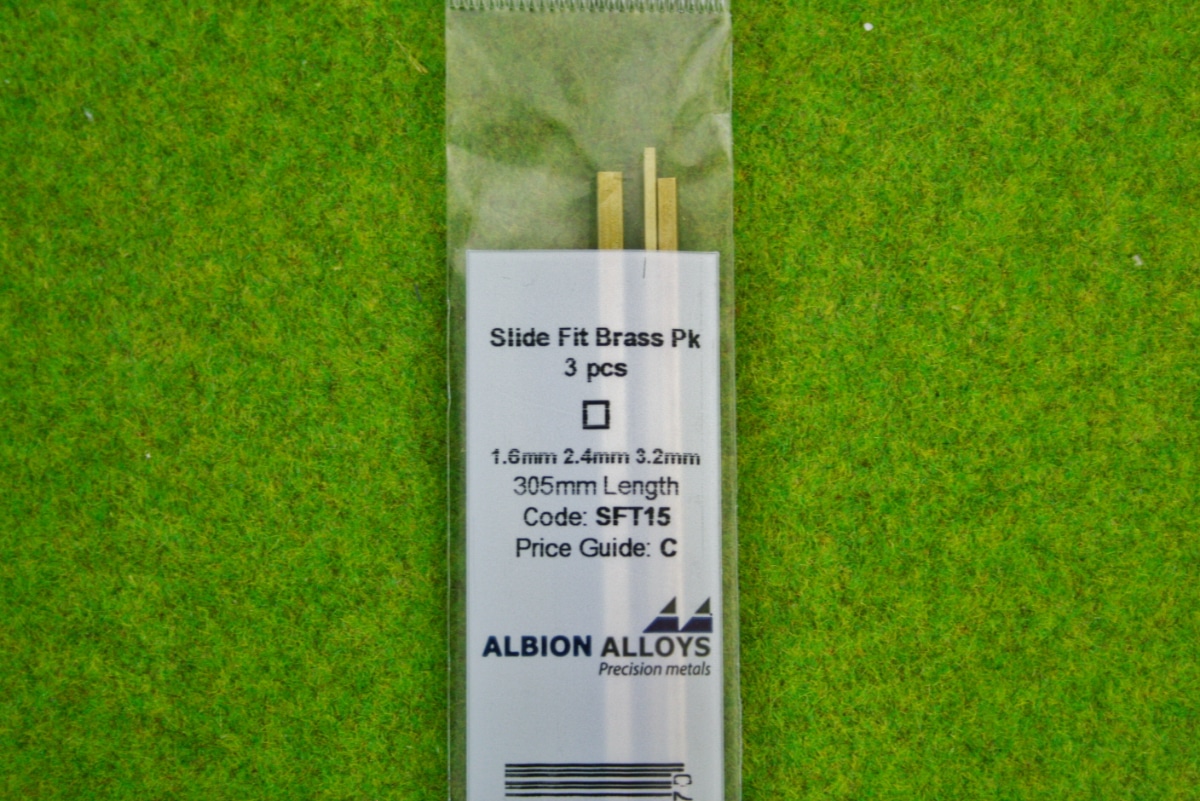 Slide Fit Brass Pk
3 pcs
1.6mm 2.4mm 3.2mm
305mm Length
Code: SFT15
Price Guide: C
ALBION ALLOYS
Precision metals